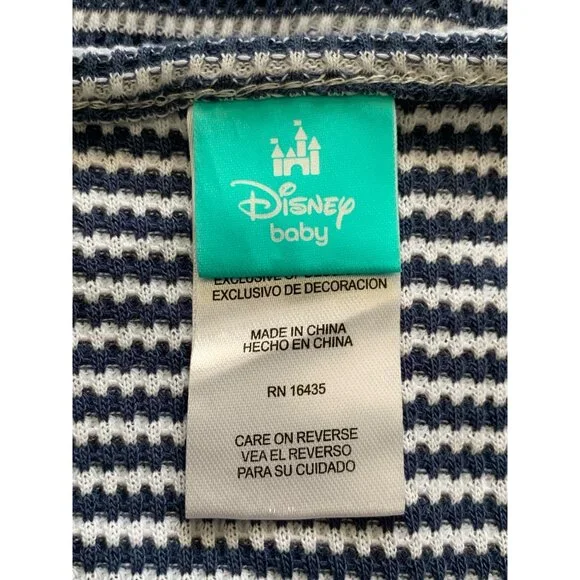 Disney
baby
EXCLUSIVO DE DECORACION
MADE IN CHINA
HECHO EN CHINA
RN 16435
CARE ON REVERSE
VEA EL REVERSO
PARA SU CUIDADO